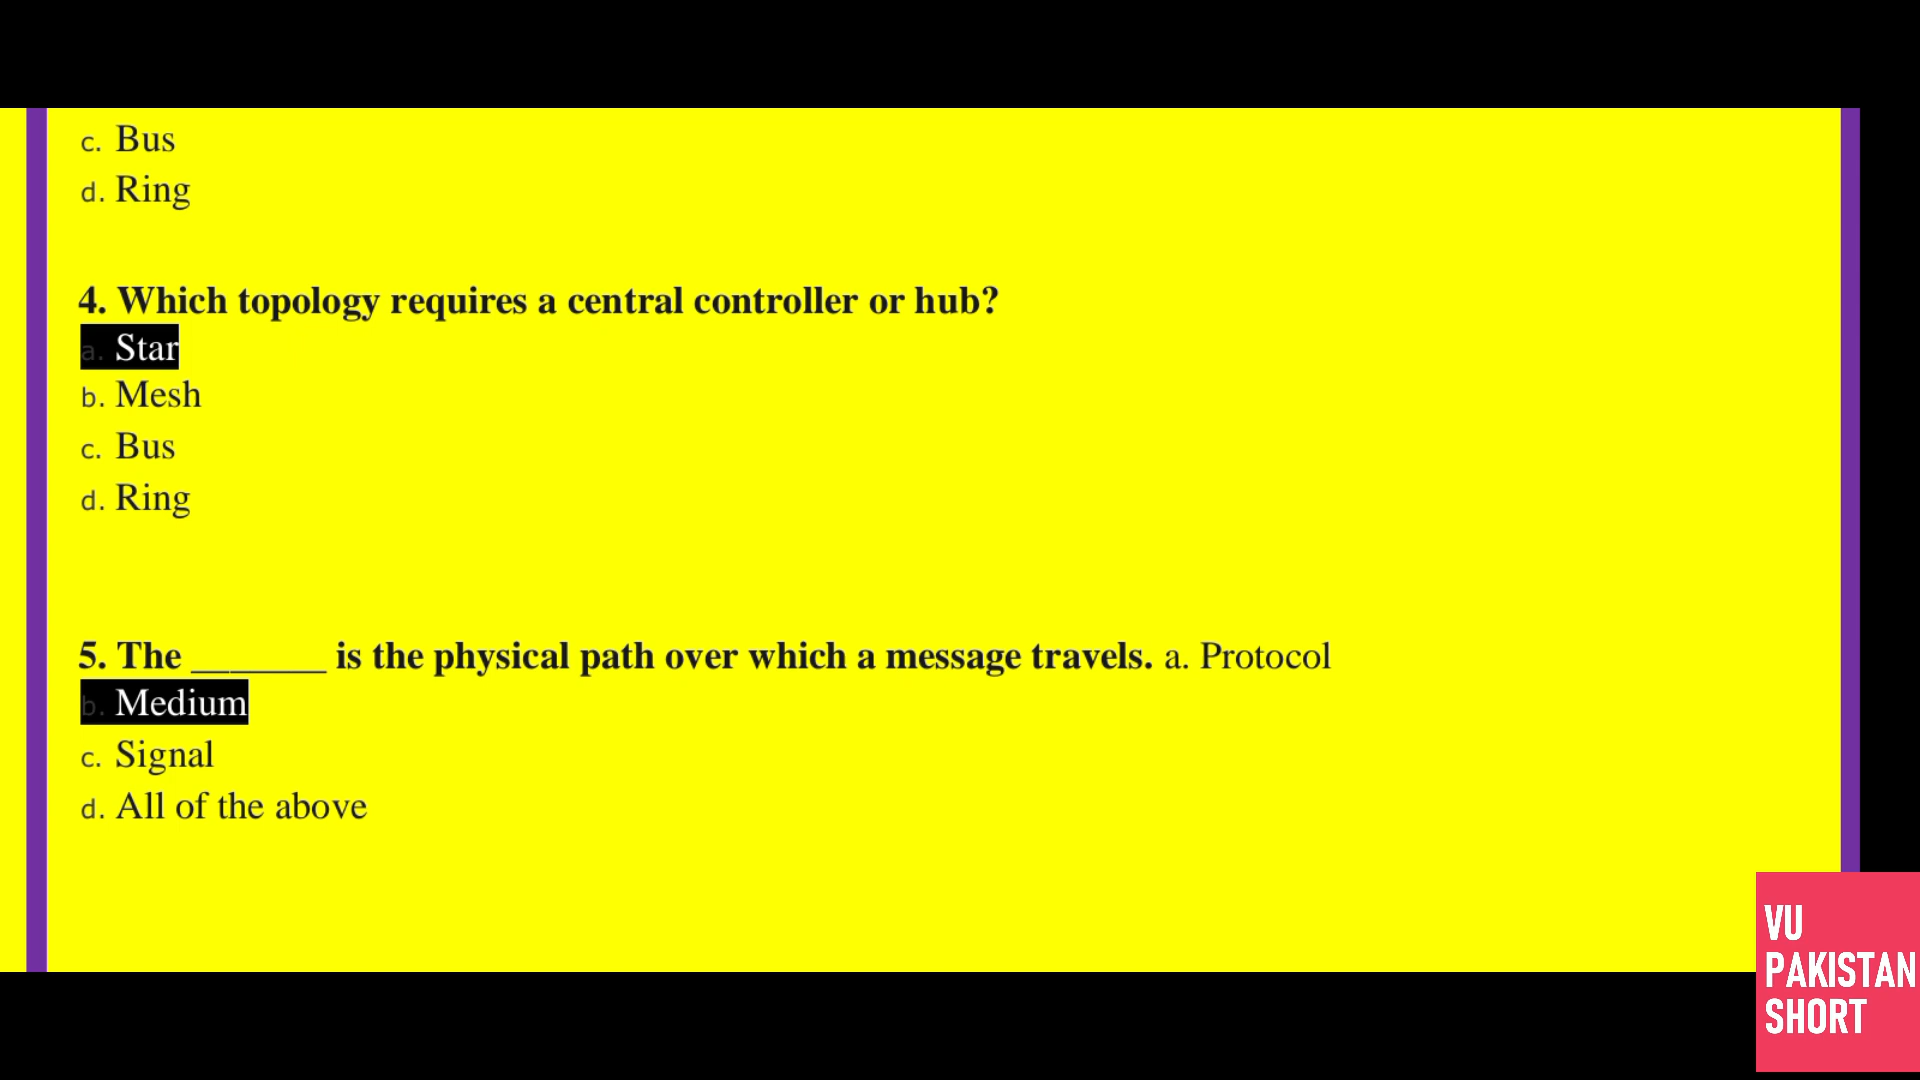 c. Bus
d. Ring
4. Which topology requires a central controller or hub?
a. Star
b. Mesh
c. Bus
d. Ring
5. The _______ is the physical path over which a message travels. a. Protocol
b. Medium
c. Signal
d. All of the above
VU
PAKISTAN
SHORT